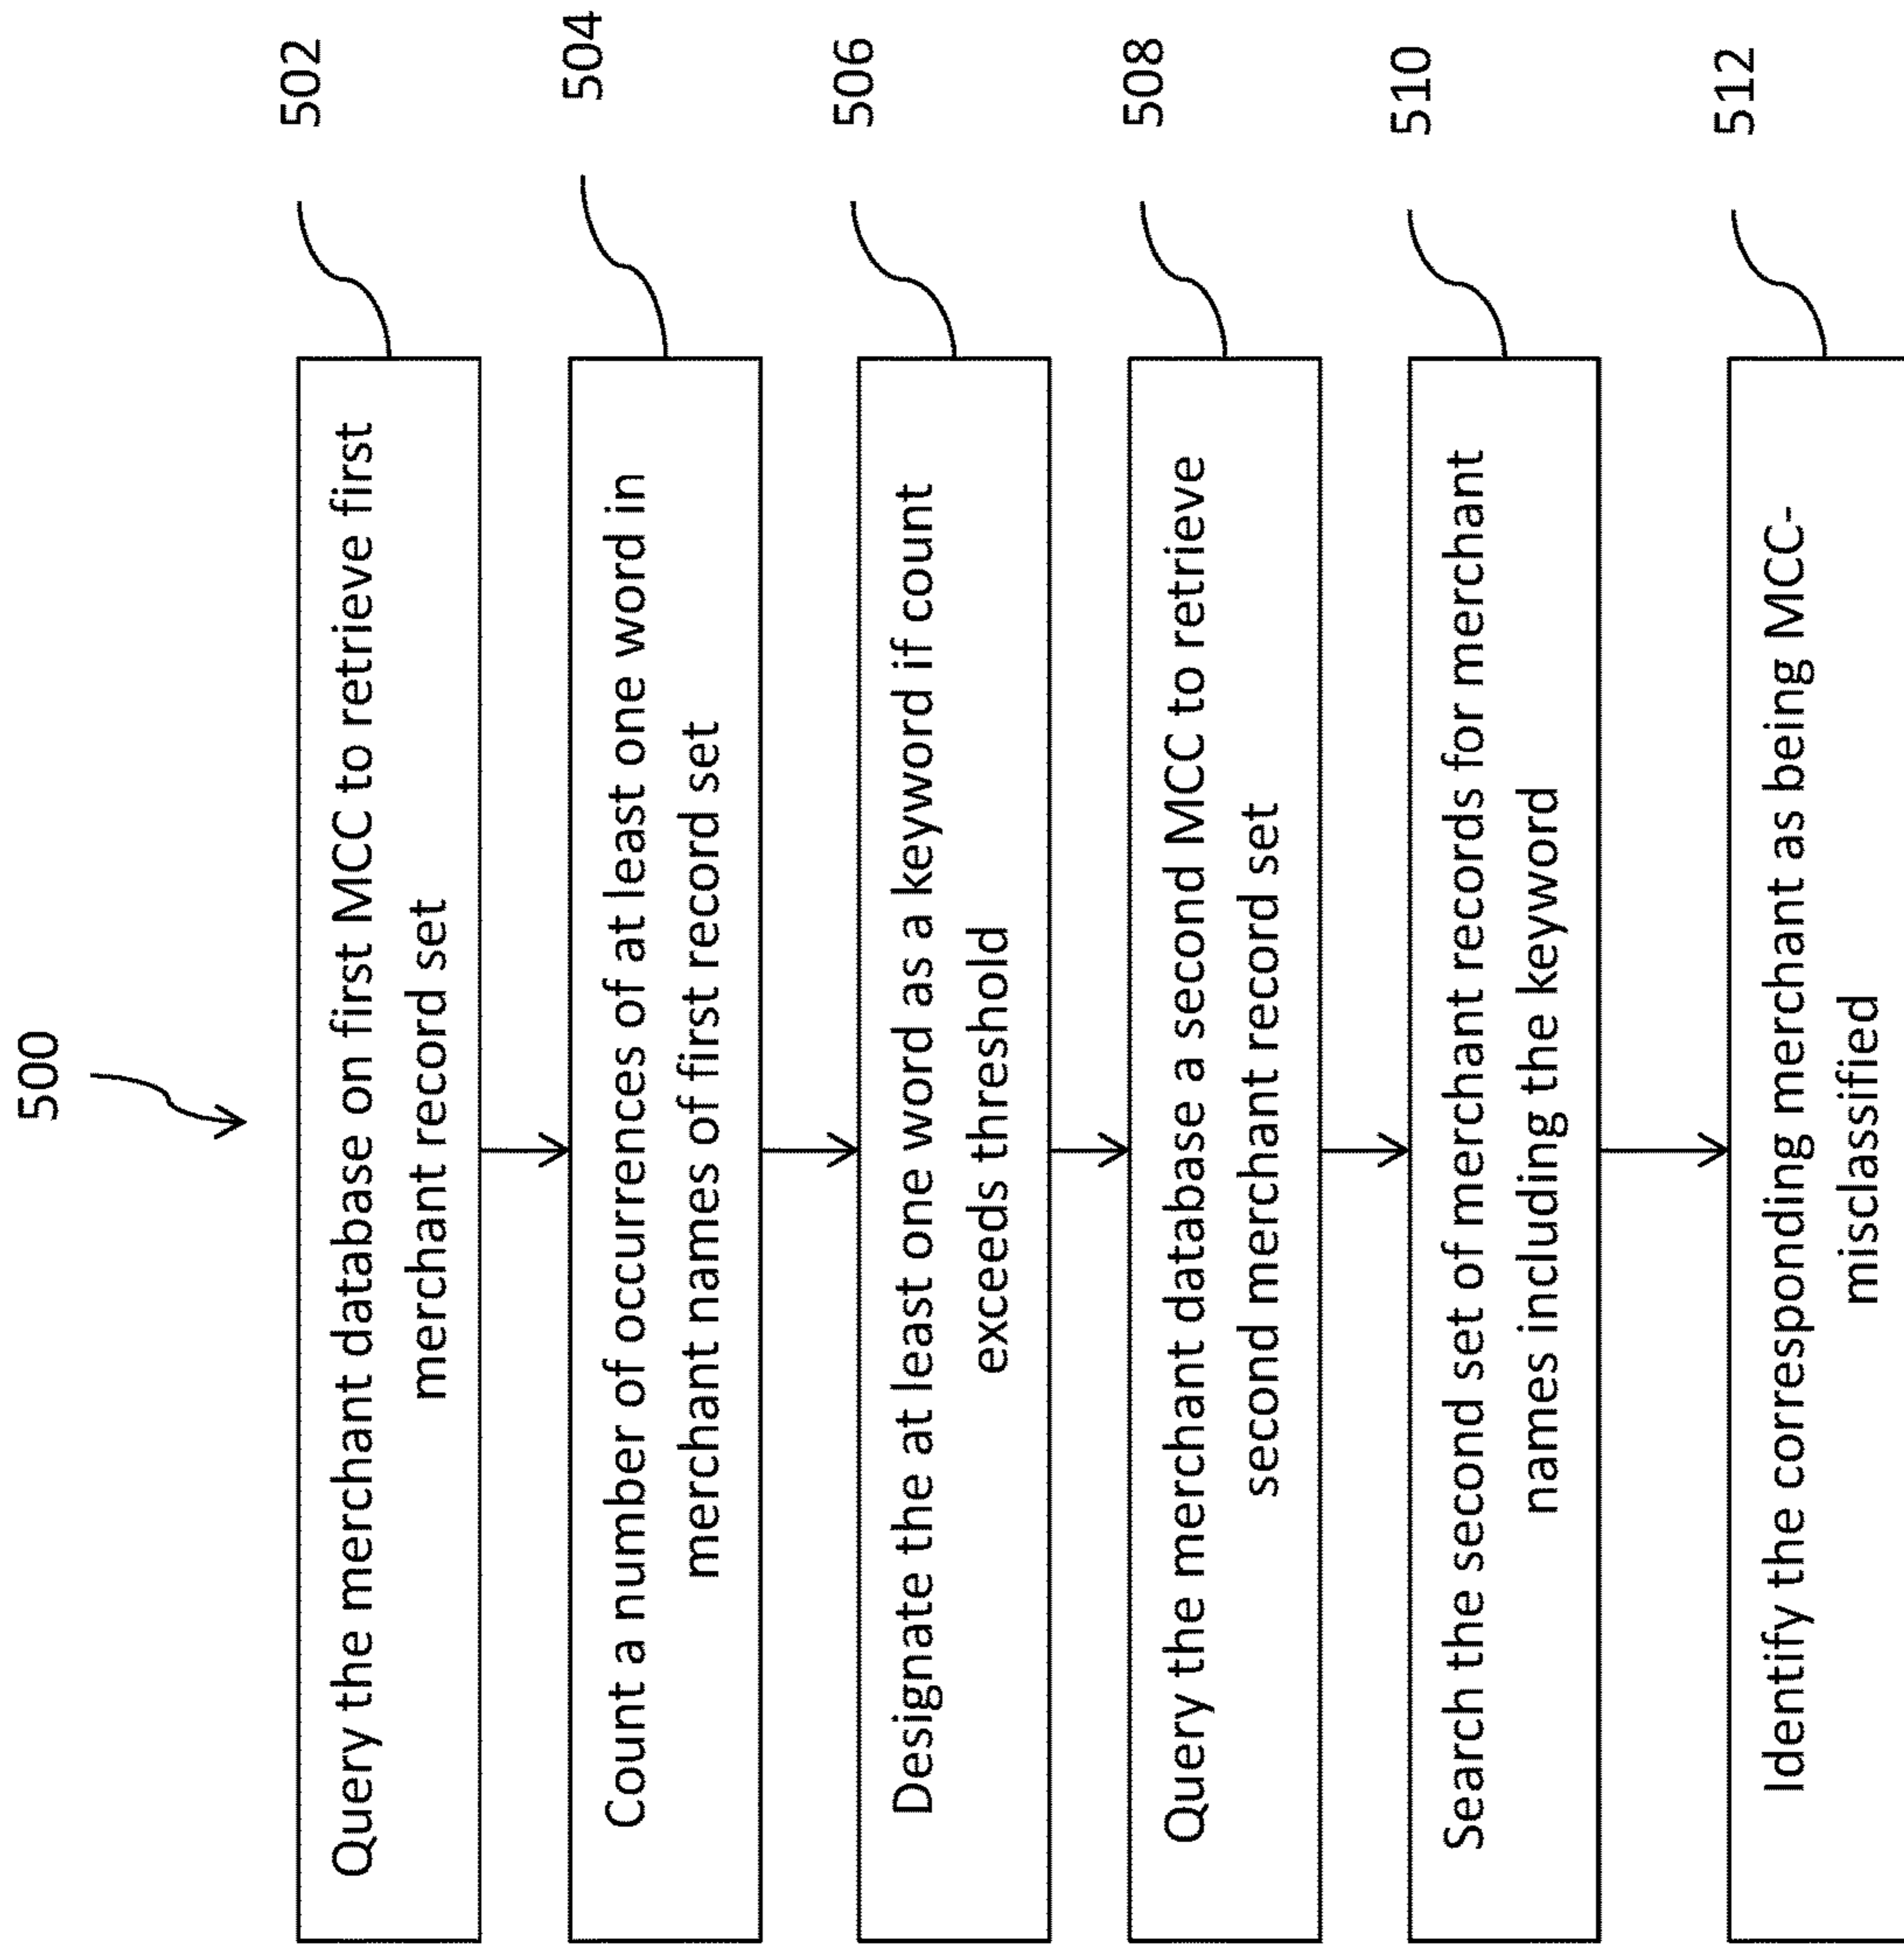 500
Query the merchant database on first MCC to retrieve first
merchant record set
502
Count a number of occurrences of at least one word in
merchant names of first record set
504
Designate the at least one word as a keyword if count
exceeds threshold
506
Query the merchant database a second MCC to retrieve
second merchant record set
508
Search the second set of merchant records for merchant
names including the keyword
510
Identify the corresponding merchant as being MCC-
misclassified
512